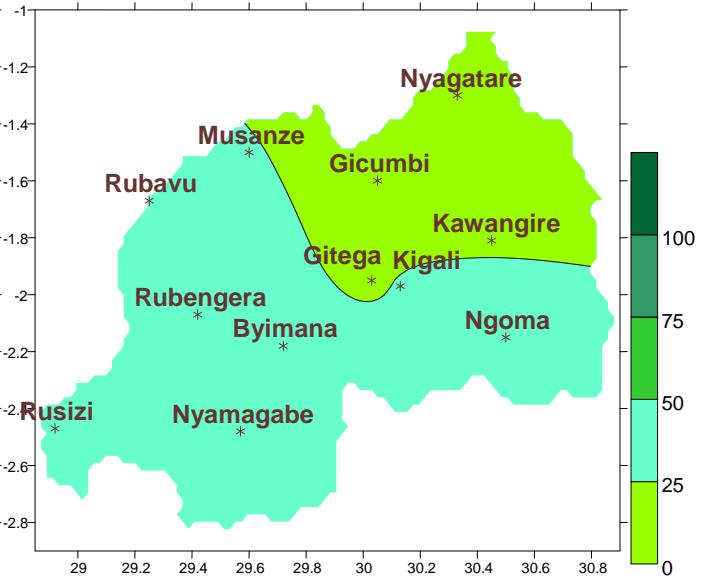 -1
-1.2
-1.4
-1.6
-1.8
-2
-2.2
-2.4
-2.6
-2.8
Nyagatare
Musanze
Gicumbi
Rubavu
Kawangire
Gitega
Kigali
Rubengera
Byimana
Ngoma
Rusizi
Nyamagabe
100
75
50
25
0
29 29.2 29.4 29.6 29.8 30 30.2 30.4 30.6 30.8